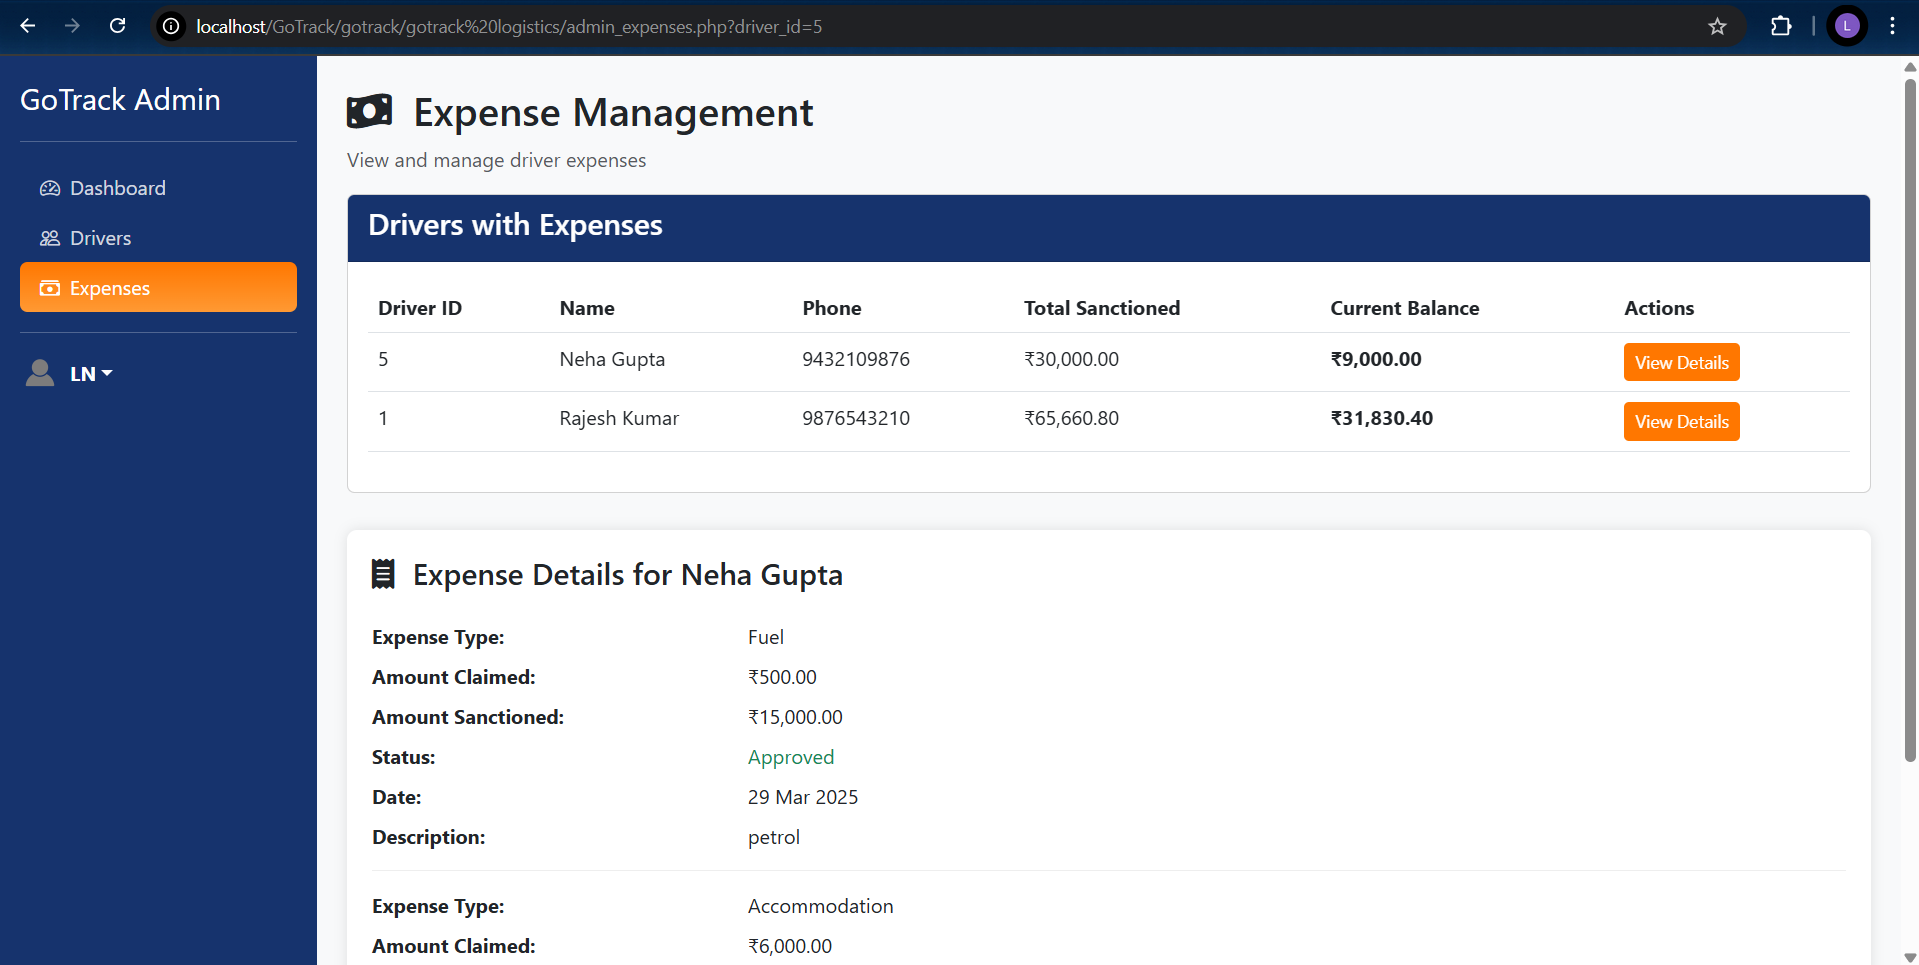 localhost/GoTrack/gotrack/gotrack%20logistics/admin_expenses.php?driver_id=5
L
GoTrack Admin
Dashboard
Drivers
Expenses
LN
Expense Management
View and manage driver expenses
Drivers with Expenses
Driver ID Name Phone Total Sanctioned Current Balance Actions
5 Neha Gupta 9432109876 ₹30,000.00 ₹9,000.00 View Details
1 Rajesh Kumar 9876543210 ₹65,660.80 ₹31,830.40 View Details
Expense Details for Neha Gupta
Expense Type: Fuel
Amount Claimed: ₹500.00
Amount Sanctioned: ₹15,000.00
Status: Approved
Date: 29 Mar 2025
Description: petrol
Expense Type: Accommodation
Amount Claimed: ₹6,000.00